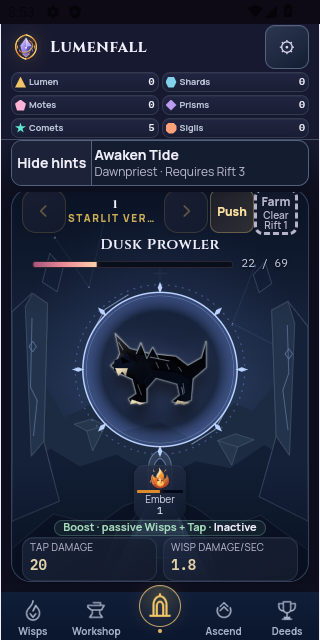 8:53
LUMENFALL
Lumen 0
Shards 0
Motes 0
Prisms 0
Comets 5
Sigils 0
Hide hints
Awaken Tide
Dawnpriest · Requires Rift 3
1
STARLIT VER…
Push
Farm
Clear
Rift 1
DUSK PROWLER
22 / 69
Ember
1
Boost · passive Wisps + Tap · Inactive
TAP DAMAGE
20
WISP DAMAGE/SEC
1.8
Wisps
Workshop
Ascend
Deeds